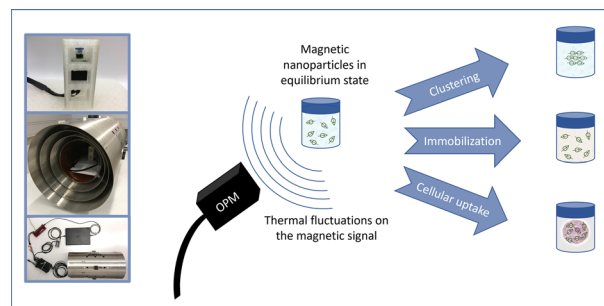 Magnetic
nanoparticles in
equilibrium state
OPM
Thermal fluctuations on
the magnetic signal
Clustering
Immobilization
Cellular
uptake